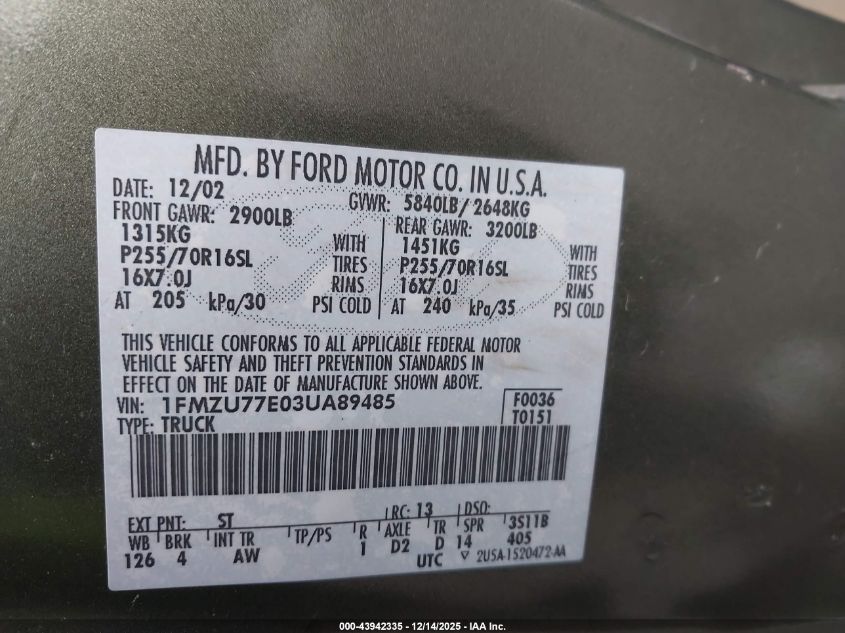 MFD. BY FORD MOTOR CO. IN U.S.A.
DATE: 12/02 GVWR: 5840LB/2648KG
FRONT GAWR: 2900LB REAR GAWR: 3200LB
1315KG WITH 1451KG WITH
P255/70R16SL TIRES P255/70R16SL TIRES
16X7.0J RIMS 16X7.0J RIMS
AT 205 kPa/30 PSI COLD AT 240 kPa/35 PSI COLD
THIS VEHICLE CONFORMS TO ALL APPLICABLE FEDERAL MOTOR
VEHICLE SAFETY AND THEFT PREVENTION STANDARDS IN
EFFECT ON THE DATE OF MANUFACTURE SHOWN ABOVE.
VIN: 1FMZU77E03UA89485 F0036
TYPE: TRUCK T0151
EXT PNT: ST RC: 13 DSO:
WB BRK INT TR TP/PS R AXLE TR SPR 3S11B
126 4 AW 1 D2 D 14 405
UTC ▽ 2U5A-1520472-AA
000-43942335 - 12/14/2025 - IAA Inc.